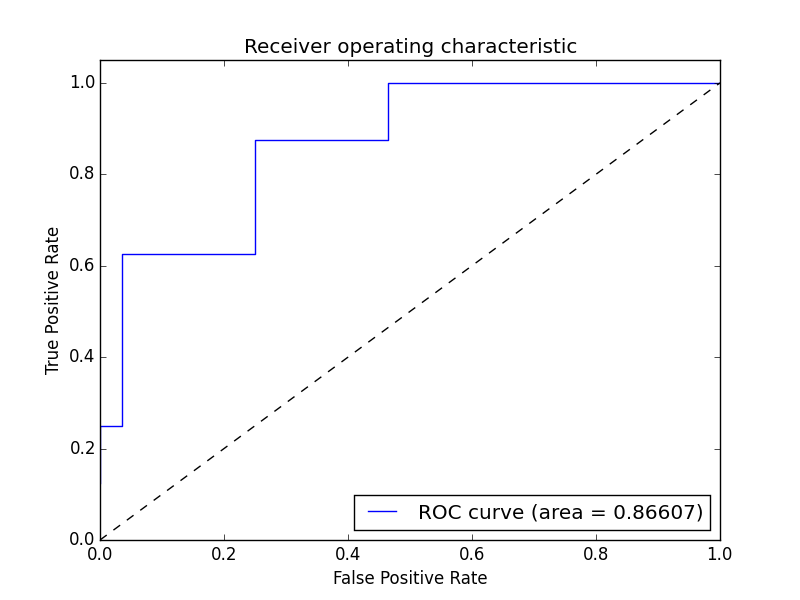 Receiver operating characteristic
1.0
0.8
0.6
0.4
0.2
0.0
True Positive Rate
ROC curve (area = 0.86607)
0.0 0.2 0.4 0.6 0.8 1.0
False Positive Rate